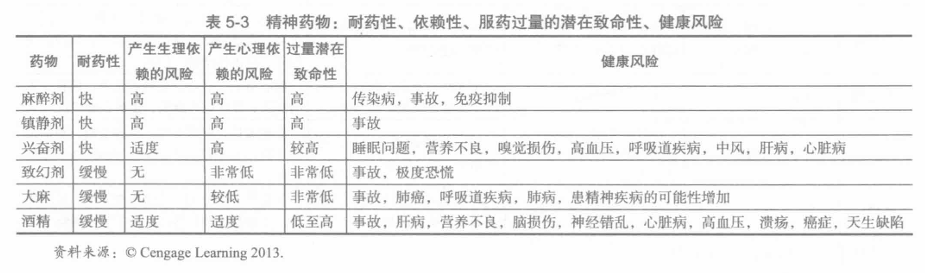 表 5-3 精神药物：耐药性、依赖性、服药过量的潜在致命性、健康风险
药物 耐药性 产生生理依赖的风险 产生心理依赖的风险 过量潜在致命性 健康风险
麻醉剂 快 高 高 高 传染病，事故，免疫抑制
镇静剂 快 高 高 高 事故
兴奋剂 快 适度 高 较高 睡眠问题，营养不良，嗅觉损伤，高血压，呼吸道疾病，中风，肝病，心脏病
致幻剂 缓慢 无 非常低 非常低 事故，极度恐慌
大麻 缓慢 无 较低 非常低 事故，肺癌，呼吸道疾病，肺病，患精神疾病的可能性增加
酒精 缓慢 适度 适度 低至高 事故，肝病，营养不良，脑损伤，神经错乱，心脏病，高血压，溃疡，癌症，天生缺陷
资料来源：© Cengage Learning 2013.